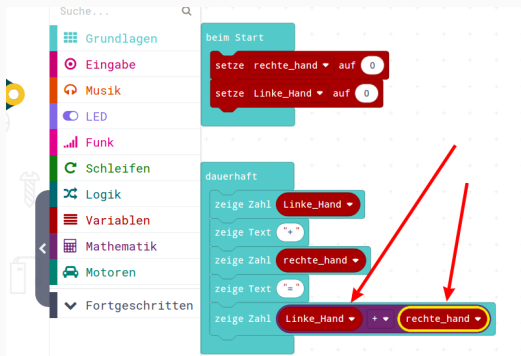 Suche...
Grundlagen
Eingabe
Musik
LED
Funk
Schleifen
Logik
Variablen
Mathematik
Motoren
Fortgeschritten
beim Start
setze rechte_hand auf 0
setze Linke_Hand auf 0
dauerhaft
zeige Zahl Linke_Hand
zeige Text "+"
zeige Zahl rechte_hand
zeige Text "="
zeige Zahl Linke_Hand + rechte_hand